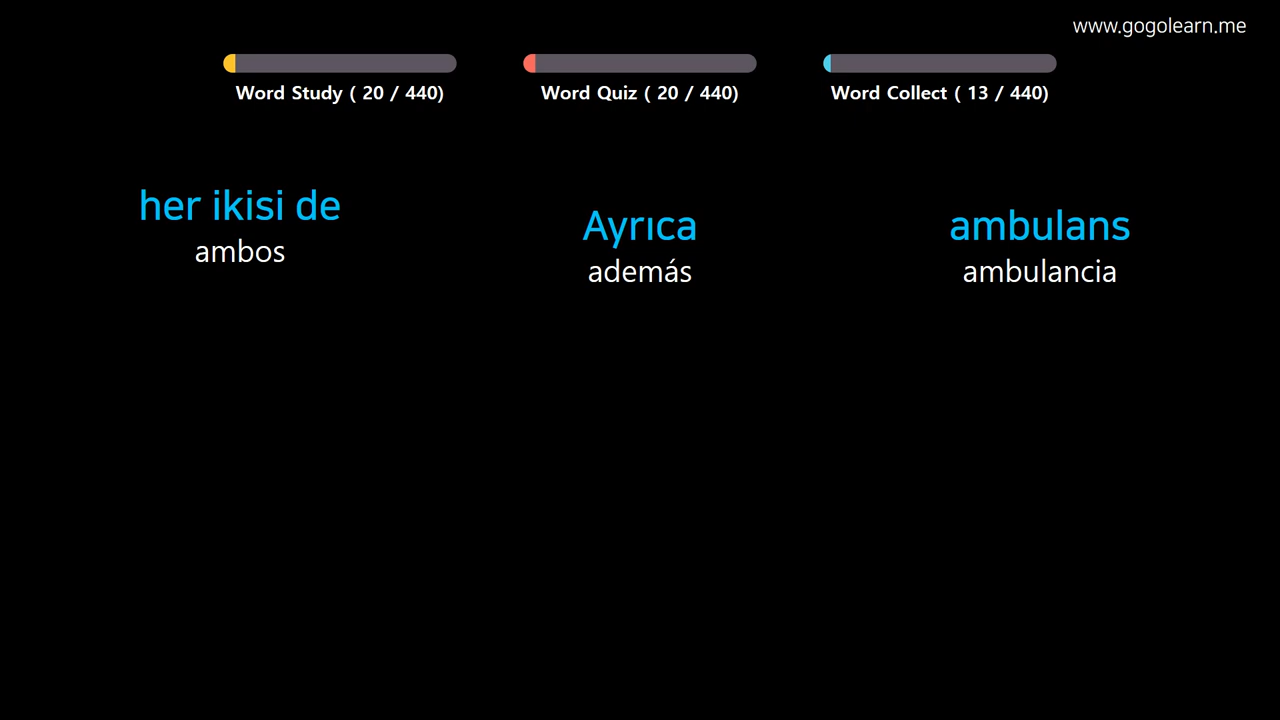 www.gogolearn.me
Word Study ( 20 / 440)
Word Quiz ( 20 / 440)
Word Collect ( 13 / 440)
her ikisi de
ambos
Ayrıca
además
ambulans
ambulancia